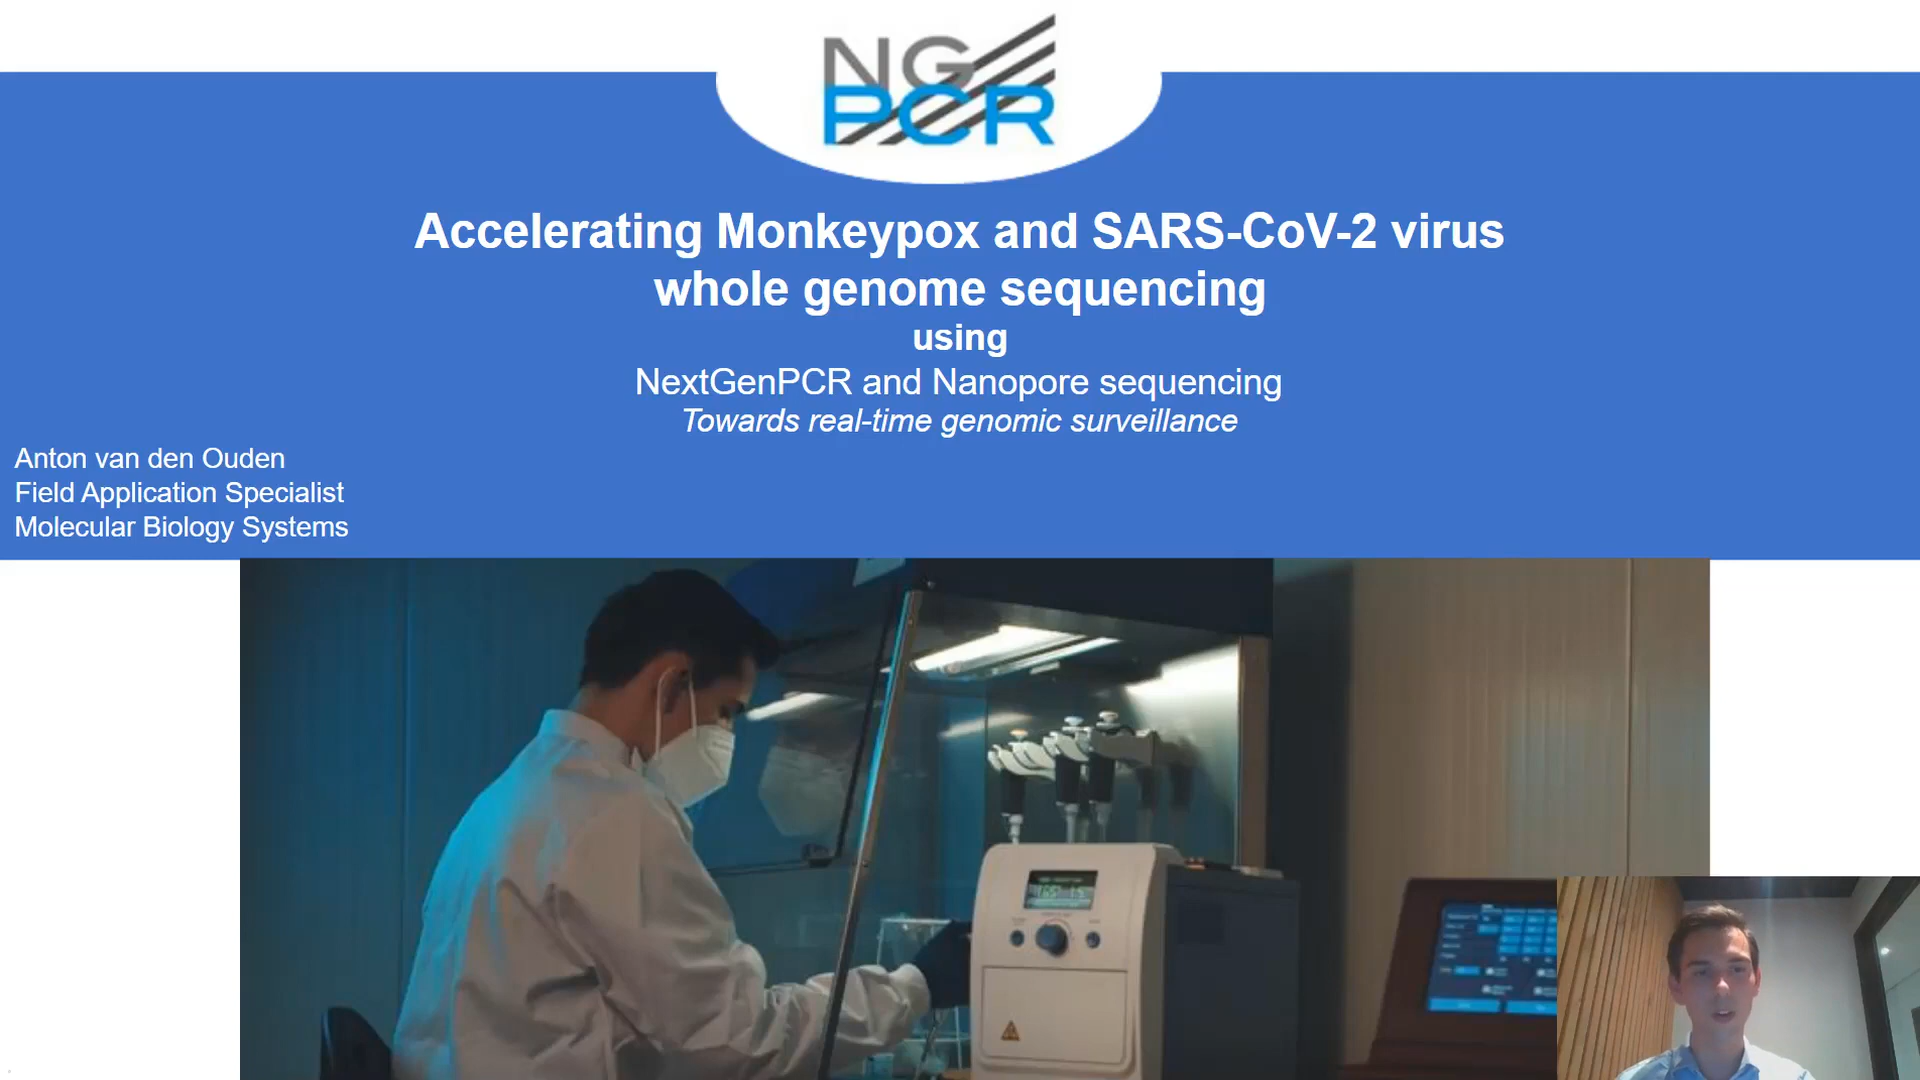 NG
PCR
Accelerating Monkeypox and SARS-CoV-2 virus
whole genome sequencing
using
NextGenPCR and Nanopore sequencing
Towards real-time genomic surveillance
Anton van den Ouden
Field Application Specialist
Molecular Biology Systems